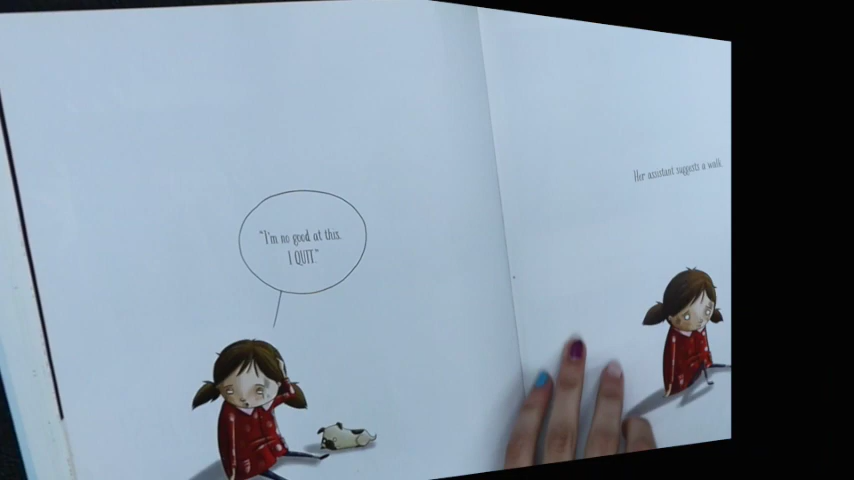 "I'm no good at this.
I QUIT."
Her assistant suggests a walk.